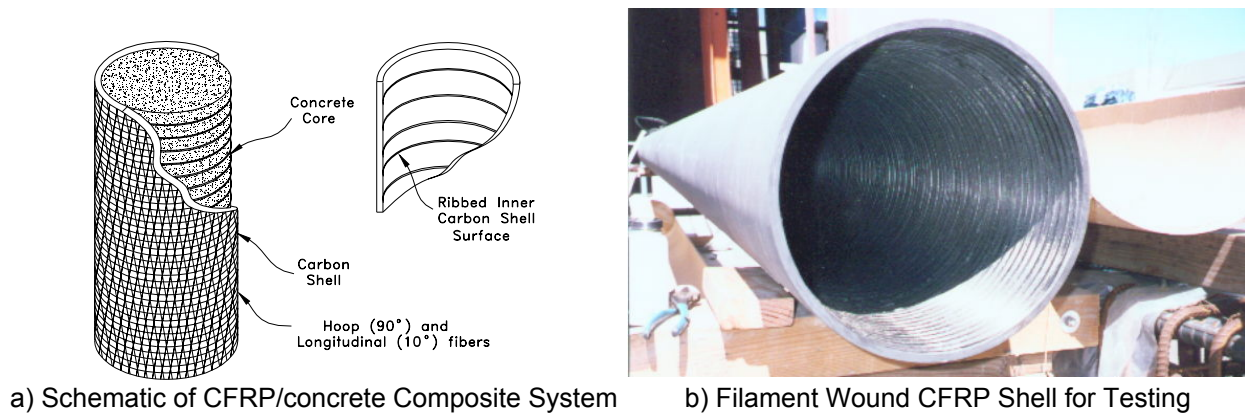 Concrete
Core
Ribbed Inner
Carbon Shell
Surface
Carbon
Shell
Hoop (90°) and
Longitudinal (10°) fibers
a) Schematic of CFRP/concrete Composite System
b) Filament Wound CFRP Shell for Testing